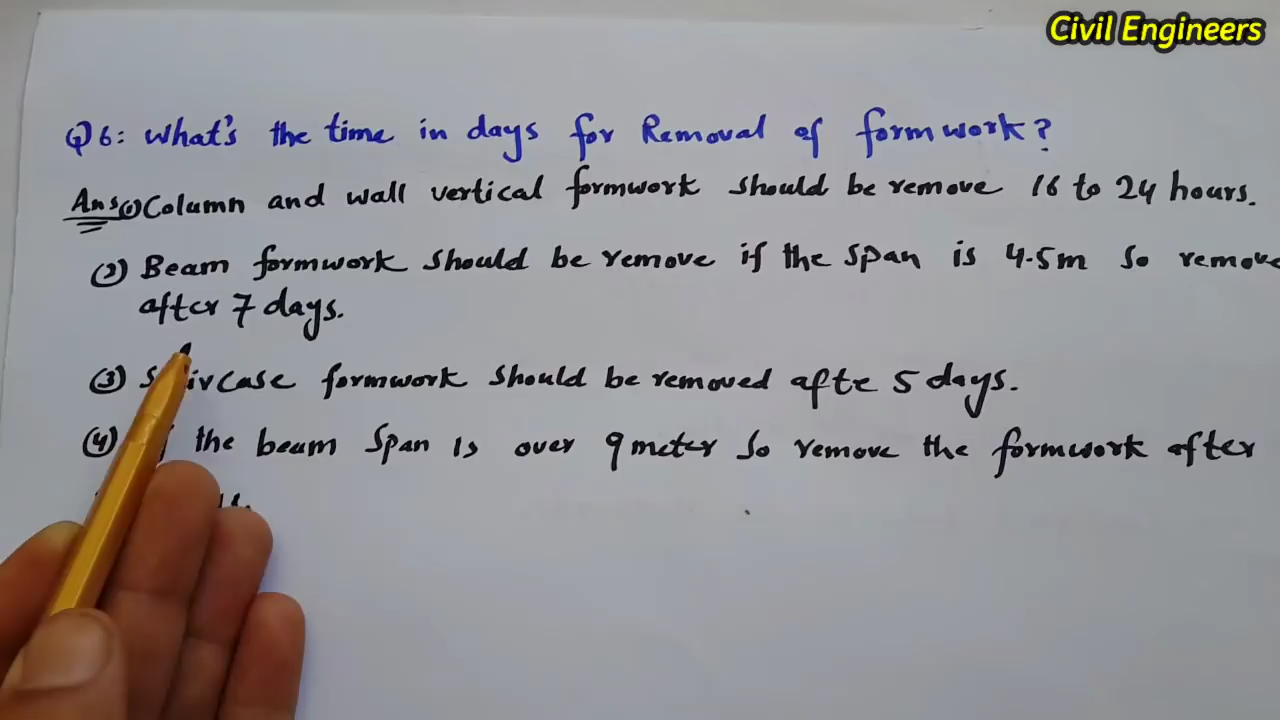 Civil Engineers
Q6: What's the time in days for Removal of formwork?
Ans (1) Column and wall vertical formwork should be remove 16 to 24 hours.
(2) Beam formwork should be remove if the span is 4.5m so remove
after 7 days.
(3) formwork should be removed afte 5 days.
(4) the beam span is over 9 meter so remove the formwork after